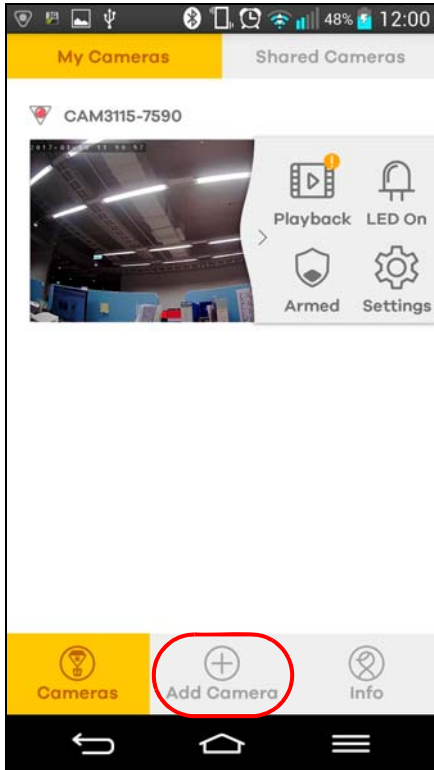 48% 12:00
My Cameras Shared Cameras
CAM3115-7590
Playback LED On
Armed Settings
Cameras Add Camera Info